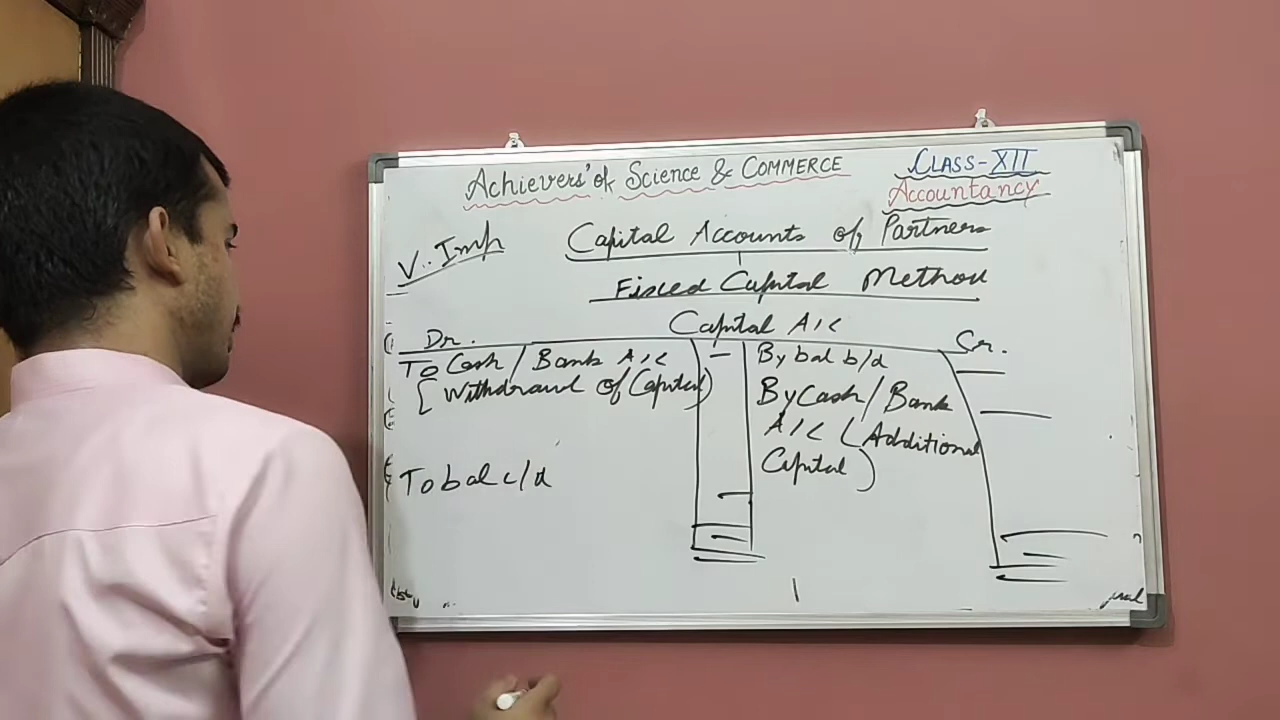 Achievers' of Science & Commerce
CLASS-XII
Accountancy
V. Imp
Capital Accounts of Partners
Fixed Capital Method
Capital A/c
Dr.
Cr.
To Cash / Bank A/c
[Withdrawl of Capital)
To bal c/d
By bal b/d
By Cash / Bank
A/c (Additional
Capital)